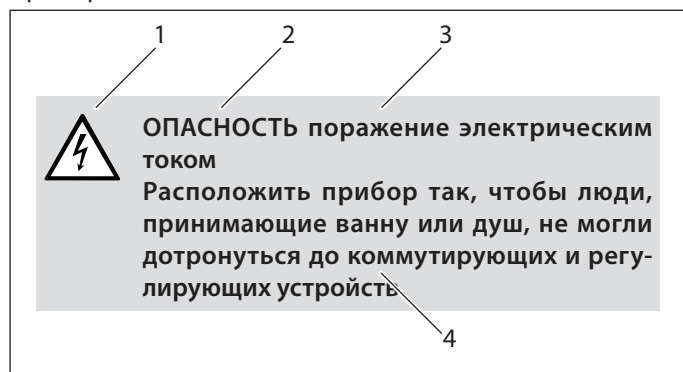 1 2 3
ОПАСНОСТЬ поражение электрическим
током
Расположить прибор так, чтобы люди,
принимающие ванну или душ, не могли
дотронуться до коммутирующих и регу-
лирующих устройств
4